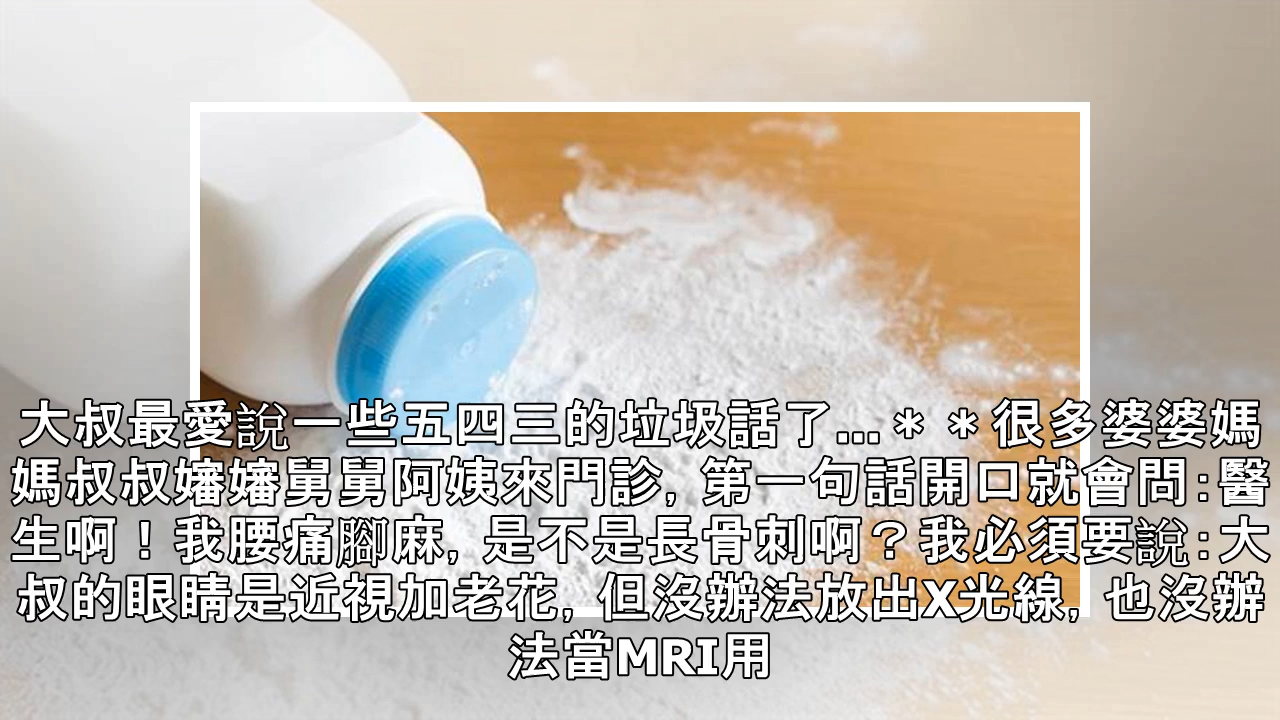 大叔最愛說一些五四三的垃圾話了...＊＊很多婆婆媽
媽叔叔嬸嬸舅舅阿姨來門診, 第一句話開口就會問:醫
生啊！我腰痛腳麻, 是不是長骨刺啊？我必須要說:大
叔的眼睛是近視加老花, 但沒辦法放出X光線, 也沒辦
法當MRI用